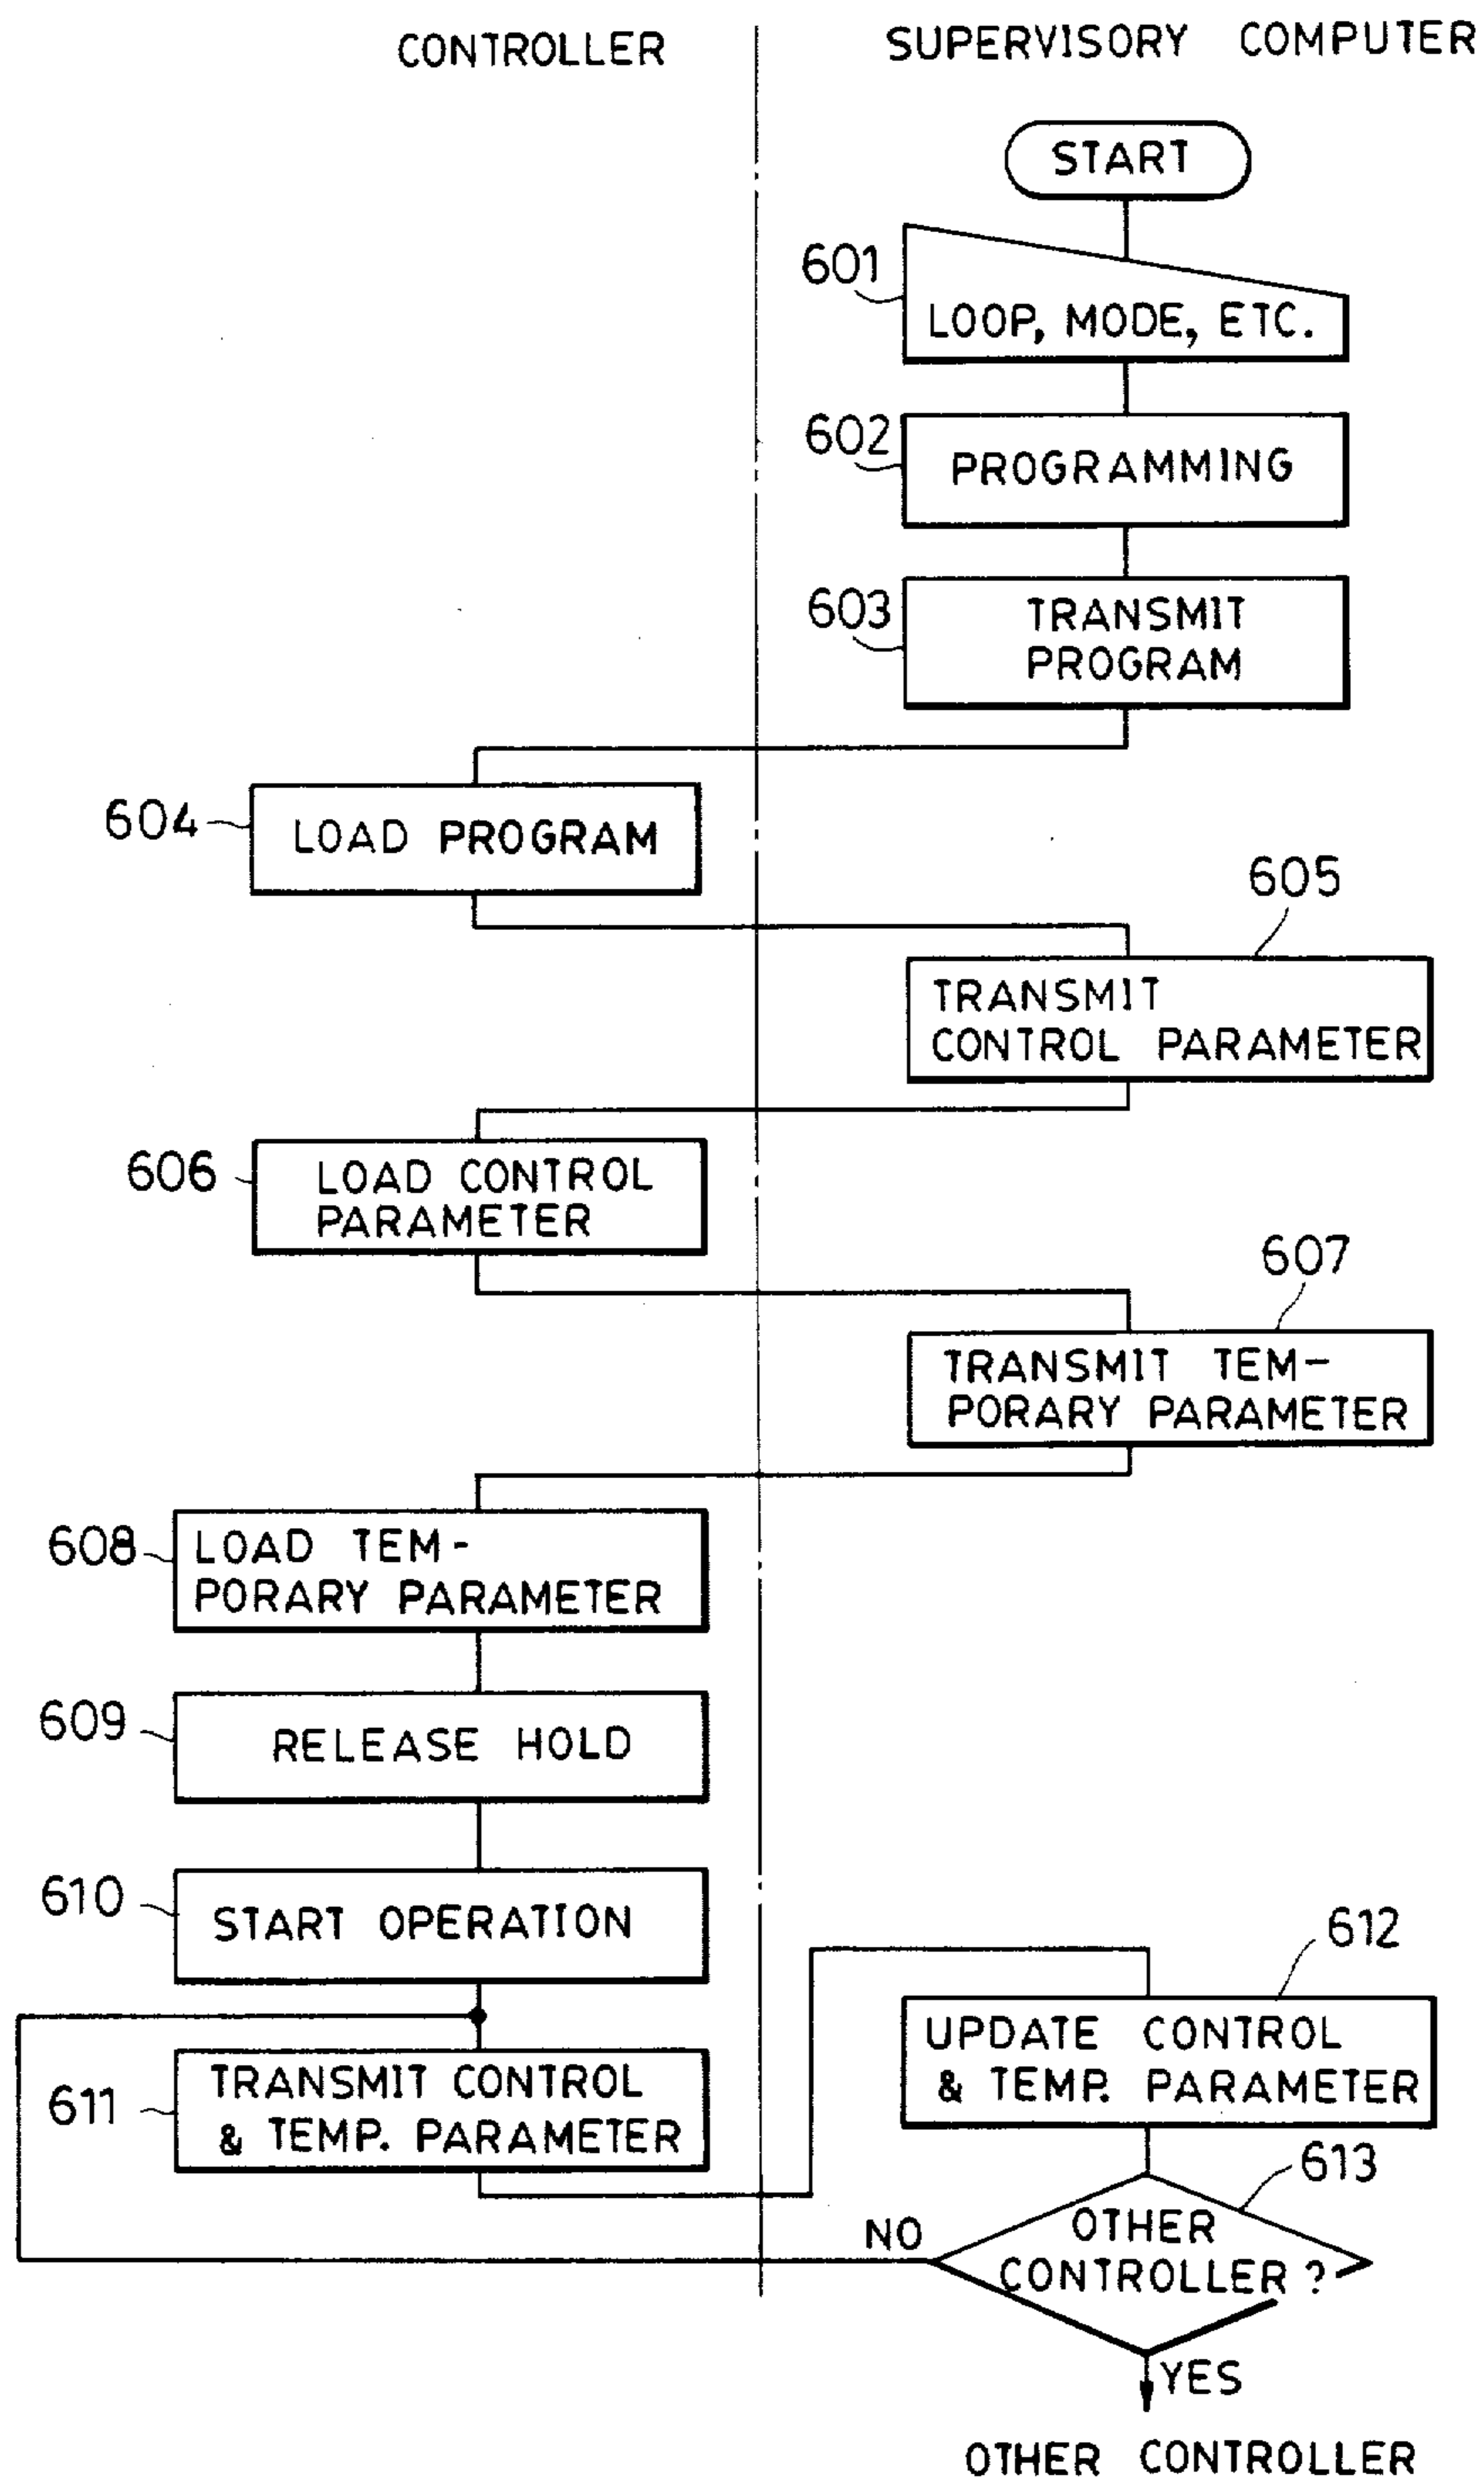 CONTROLLER
SUPERVISORY COMPUTER
START
601
LOOP, MODE, ETC.
602
PROGRAMMING
603
TRANSMIT
PROGRAM
604
LOAD PROGRAM
605
TRANSMIT
CONTROL PARAMETER
606
LOAD CONTROL
PARAMETER
607
TRANSMIT TEM-
PORARY PARAMETER
608
LOAD TEM-
PORARY PARAMETER
609
RELEASE HOLD
610
START OPERATION
611
TRANSMIT CONTROL
& TEMP. PARAMETER
612
UPDATE CONTROL
& TEMP. PARAMETER
613
OTHER
CONTROLLER ?
NO
YES
OTHER CONTROLLER